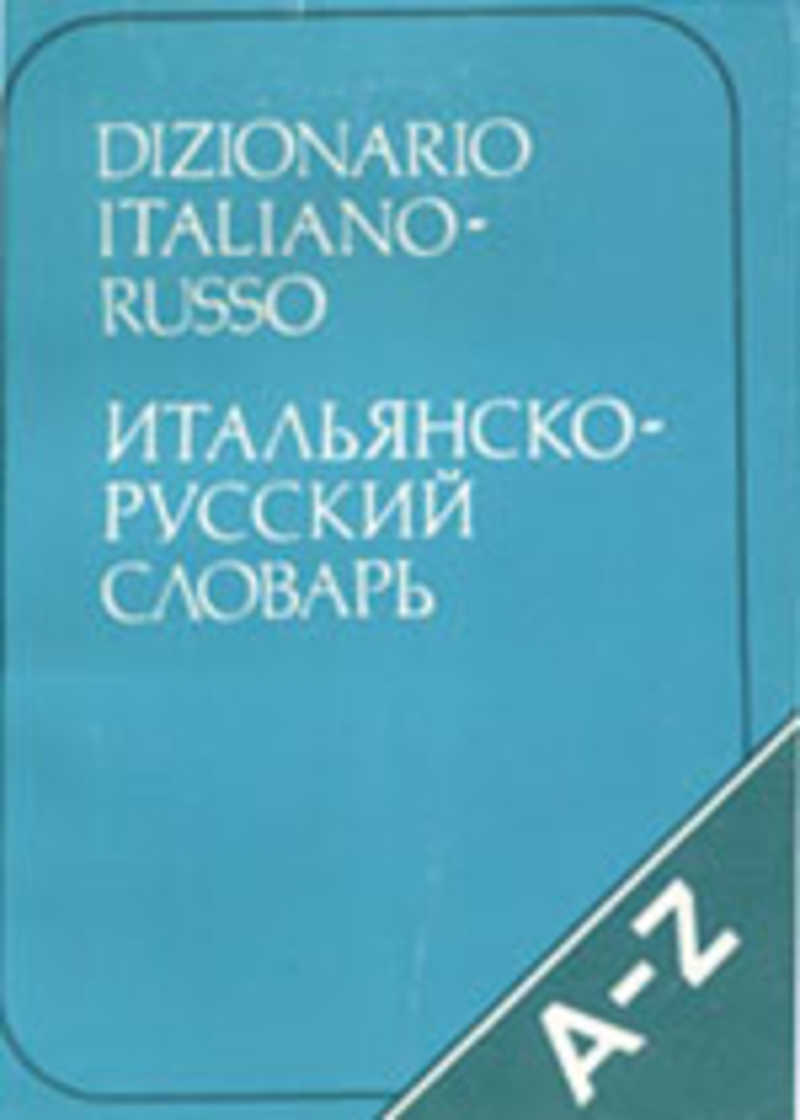 DIZIONARIO
ITALIANO-
RUSSO
ИТАЛЬЯНСКО-
РУССКИЙ
СЛОВАРЬ
A-Z